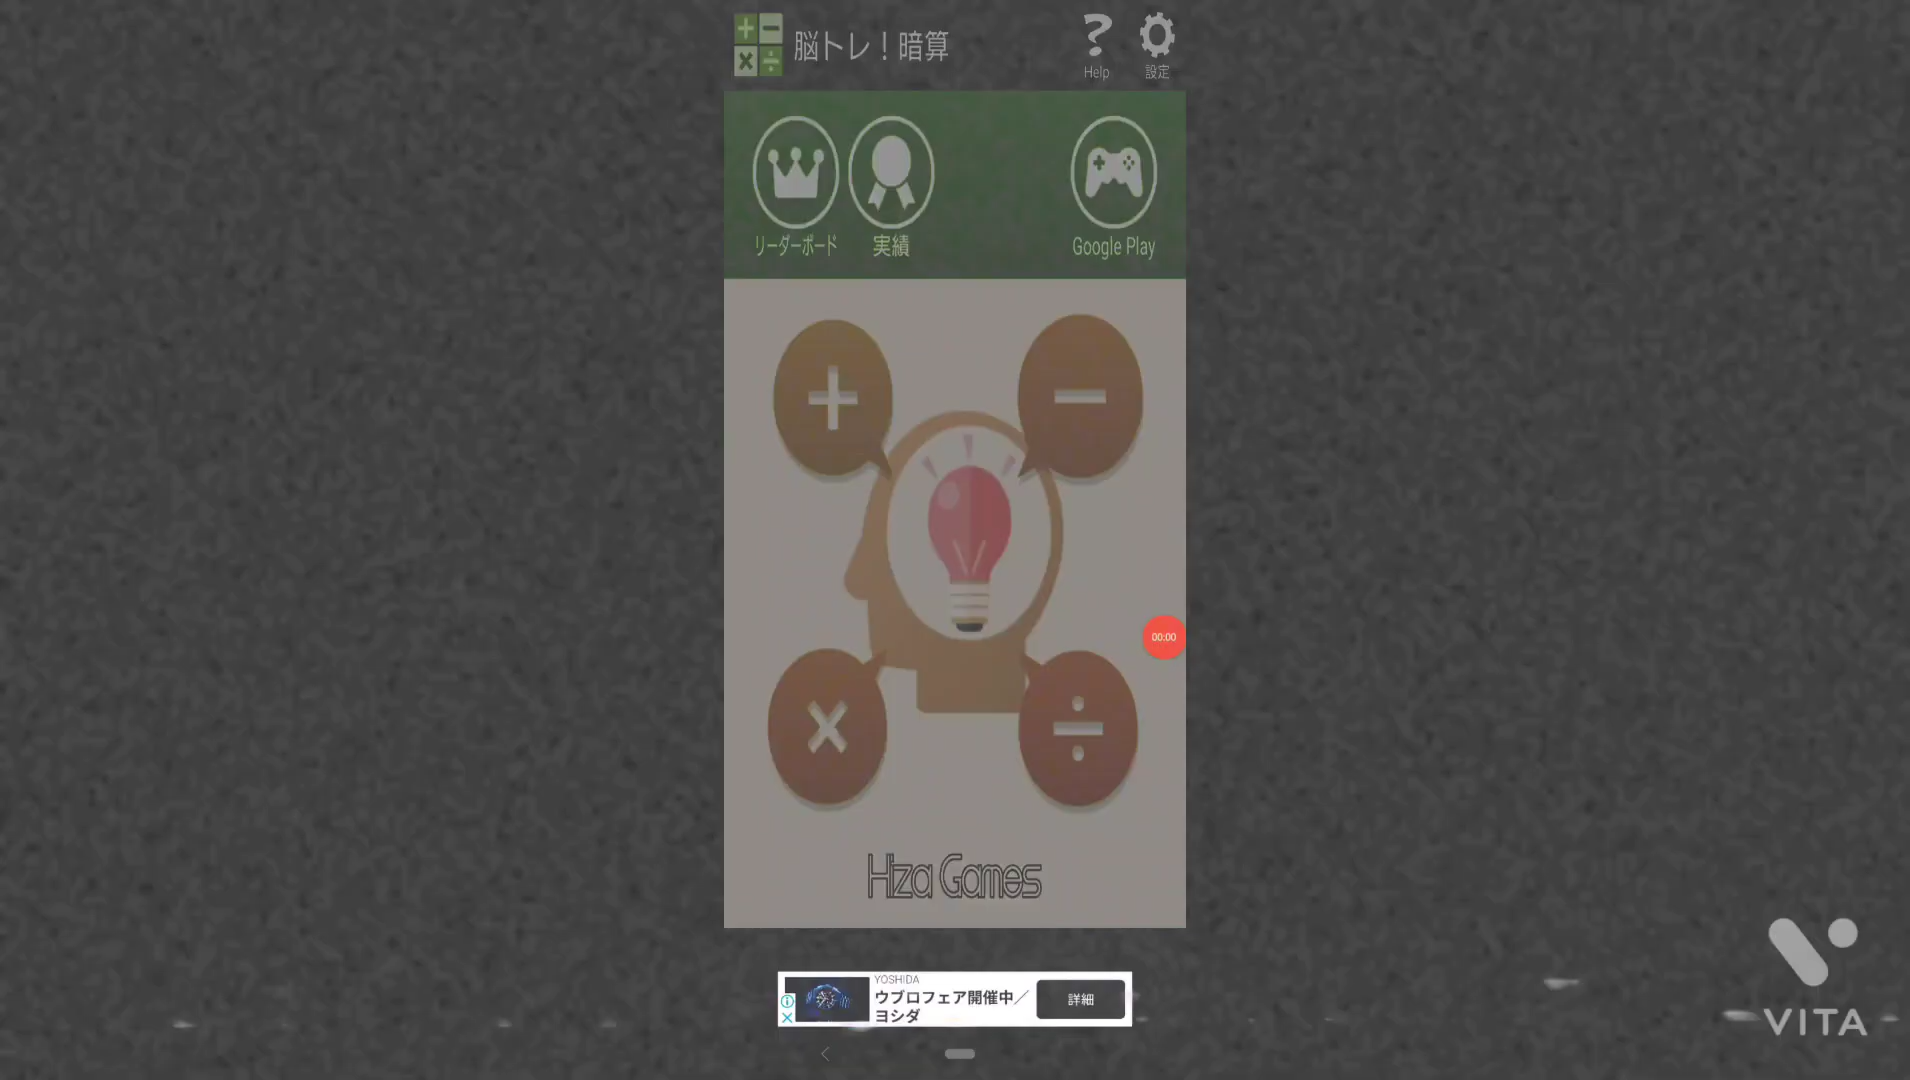 脳トレ！暗算
Help
設定
リーダーボード
実績
Google Play
00:00
Hiza Games
YOSHIDA
ウブロフェア開催中／
ヨシダ
詳細
VITA